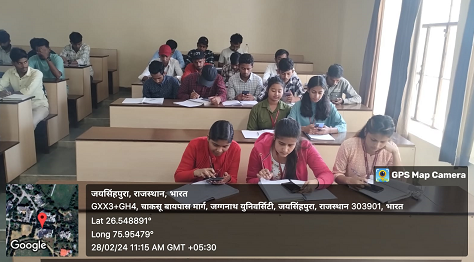 GPS Map Camera
जयसिंहपुरा, राजस्थान, भारत
GXX3+GH4, चाकसू बायपास मार्ग, जगन्नाथ युनिवर्सिटी, जयसिंहपुरा, राजस्थान 303901, भारत
Lat 26.548891°
Long 75.95479°
28/02/24 11:15 AM GMT +05:30
Google